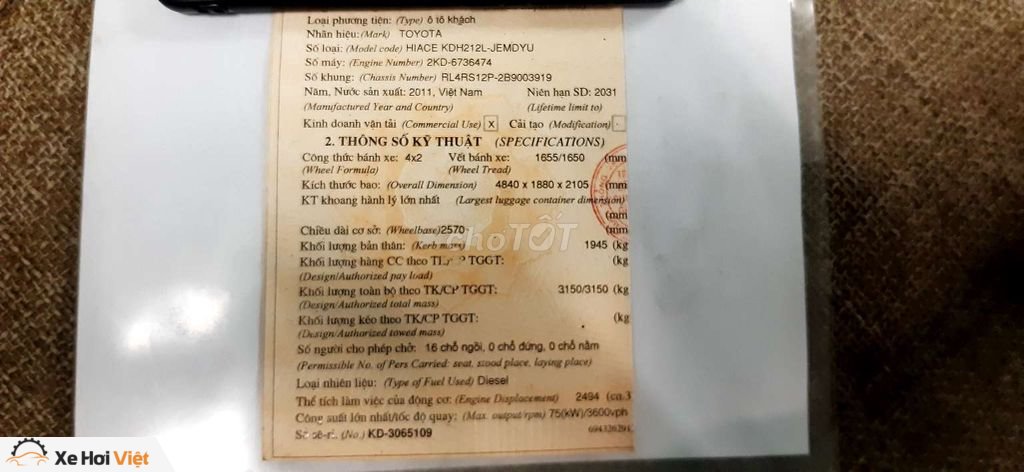 Loại phương tiện: (Type) ô tô khách
Nhãn hiệu: (Mark) TOYOTA
Số loại: (Model code) HIACE KDH212L-JEMDYU
Số máy: (Engine Number) 2KD-6736474
Số khung: (Chassis Number) RL4RS12P-2B9003919
Năm, Nước sản xuất: 2011, Việt Nam Niên hạn SD: 2031
(Manufactured Year and Country) (Lifetime limit to)
Kinh doanh vận tải (Commercial Use) X Cải tạo (Modification) -
2. THÔNG SỐ KỸ THUẬT (SPECIFICATIONS)
Công thức bánh xe: 4x2 Vết bánh xe: 1655/1650 (mm
(Wheel Formula) (Wheel Tread)
Kích thước bao: (Overall Dimension) 4840 x 1880 x 2105 (mm
KT khoang hành lý lớn nhất (Largest luggage container dimension)
(mm
Chiều dài cơ sở: (Wheelbase) 2570
choTỐT
Khối lượng bản thân: (Kerb mass) 1945 (kg
Khối lượng hàng CC theo TGGT: (kg
(Design/Authorized pay load)
Khối lượng toàn bộ theo TK/CP TGGT: 3150/3150 (kg
(Design/Authorized total mass)
Khối lượng kéo theo TK/CP TGGT: (kg
(Design/Authorized towed mass)
Số người cho phép chở: 16 chỗ ngồi, 0 chỗ đứng, 0 chỗ nằm
(Permissible No. of Pers Carried: seat, stood place, laying place)
Loại nhiên liệu: (Type of Fuel Used) Diesel
Thể tích làm việc của động cơ: (Engine Displacement) 2494 (cm3
Công suất lớn nhất/tốc độ quay: (Max. output/rpm) 75(kW)/3600vph
(No.) KD-3065109
Xe Hơi Việt